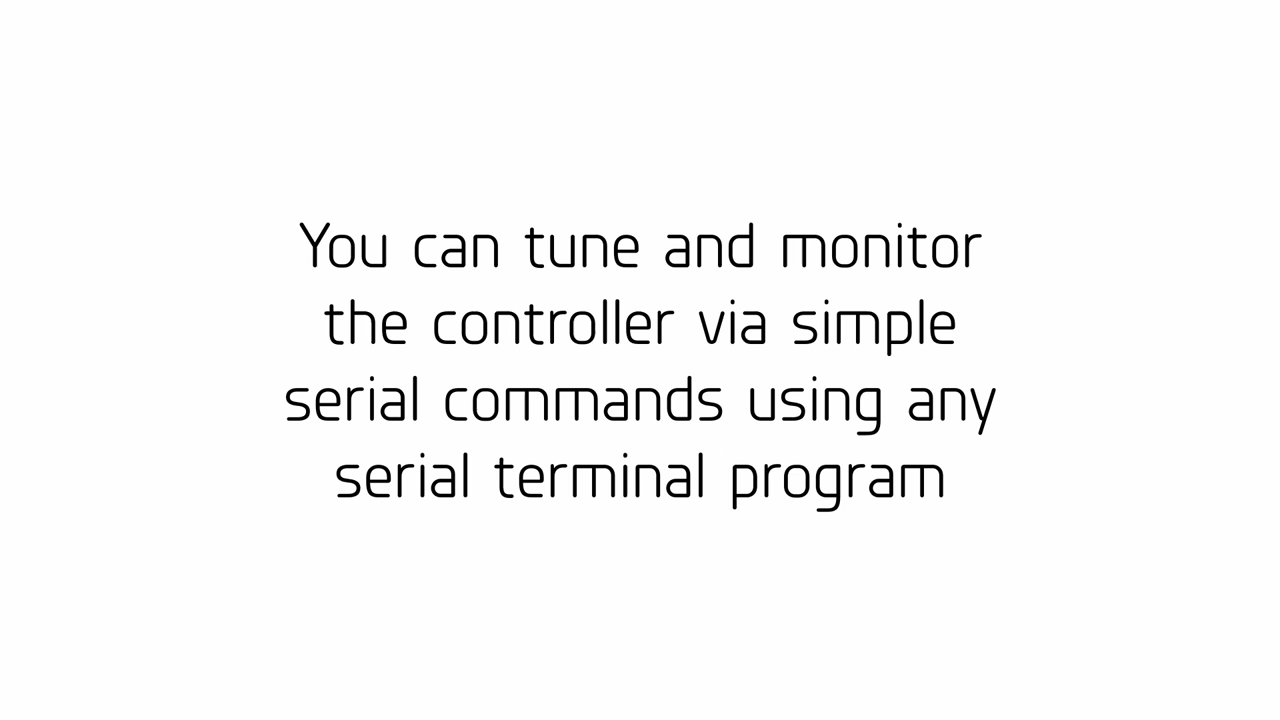 You can tune and monitor
the controller via simple
serial commands using any
serial terminal program